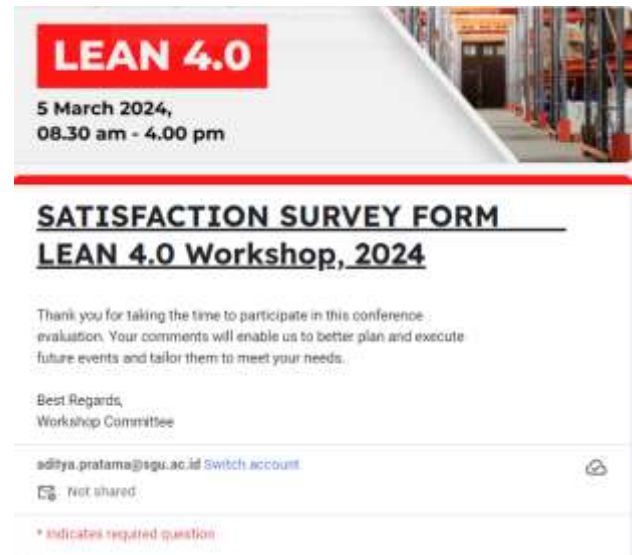 LEAN 4.0
5 March 2024,
08.30 am - 4.00 pm
SATISFACTION SURVEY FORM
LEAN 4.0 Workshop, 2024
Thank you for taking the time to participate in this conference
evaluation. Your comments will enable us to better plan and execute
future events and tailor them to meet your needs.
Best Regards,
Workshop Committee
aditya.pratama@sgu.ac.id Switch account
Not shared
* Indicates required question